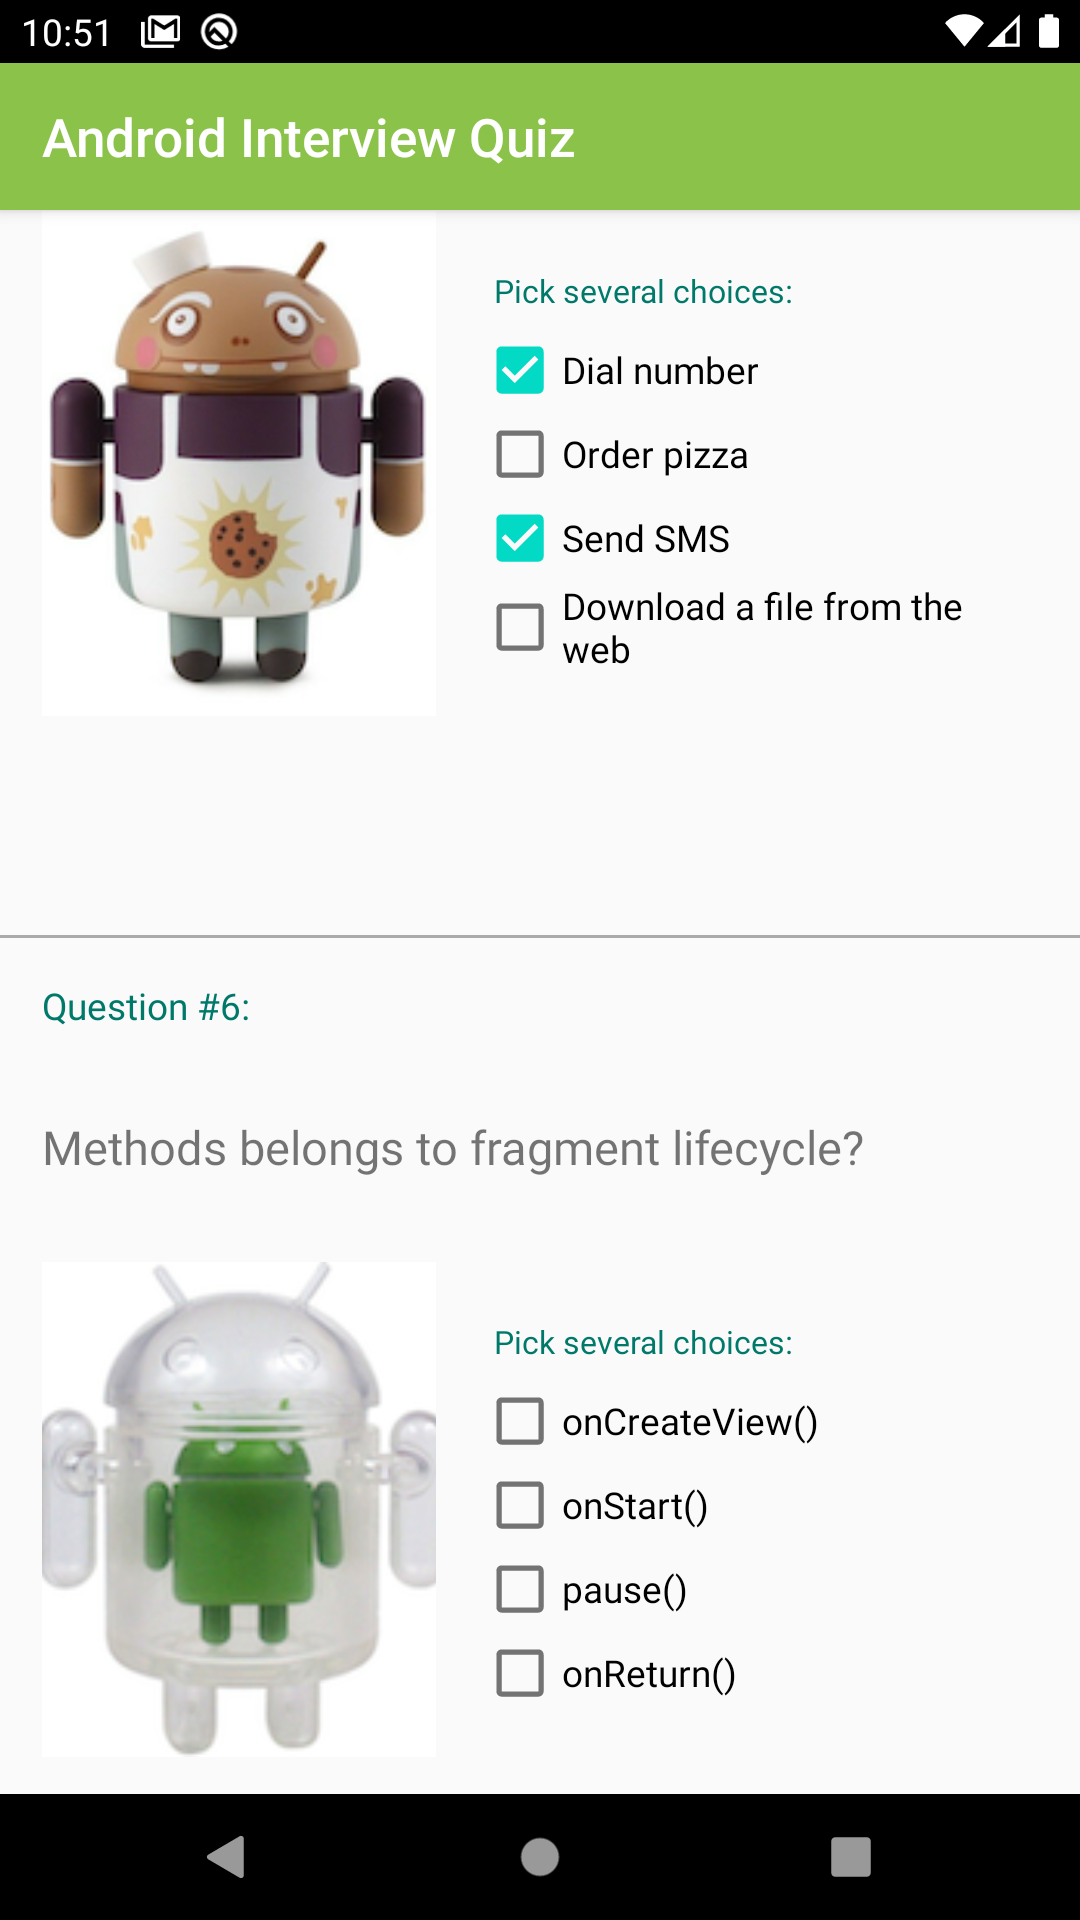 10:51
Android Interview Quiz
Pick several choices:
Dial number
Order pizza
Send SMS
Download a file from the
web
Question #6:
Methods belongs to fragment lifecycle?
Pick several choices:
onCreateView()
onStart()
pause()
onReturn()